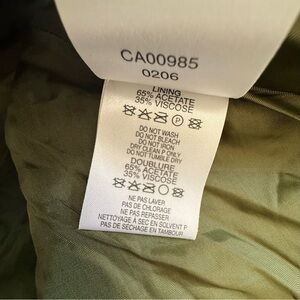 CA00985
0206
LINING
65% ACETATE
35% VISCOSE
P
DO NOT WASH
DO NOT BLEACH
DO NOT IRON
DRY CLEAN P ONLY
DO NOT TUMBLE DRY
DOUBLURE
65% ACETATE
35% VISCOSE
P
NE PAS LAVER
PAS DE CHLORAGE
NE PAS REPASSER
NETTOYAGE À SEC EN SOLVENT P
PAS DE SÉCHAGE EN TAMBOUR